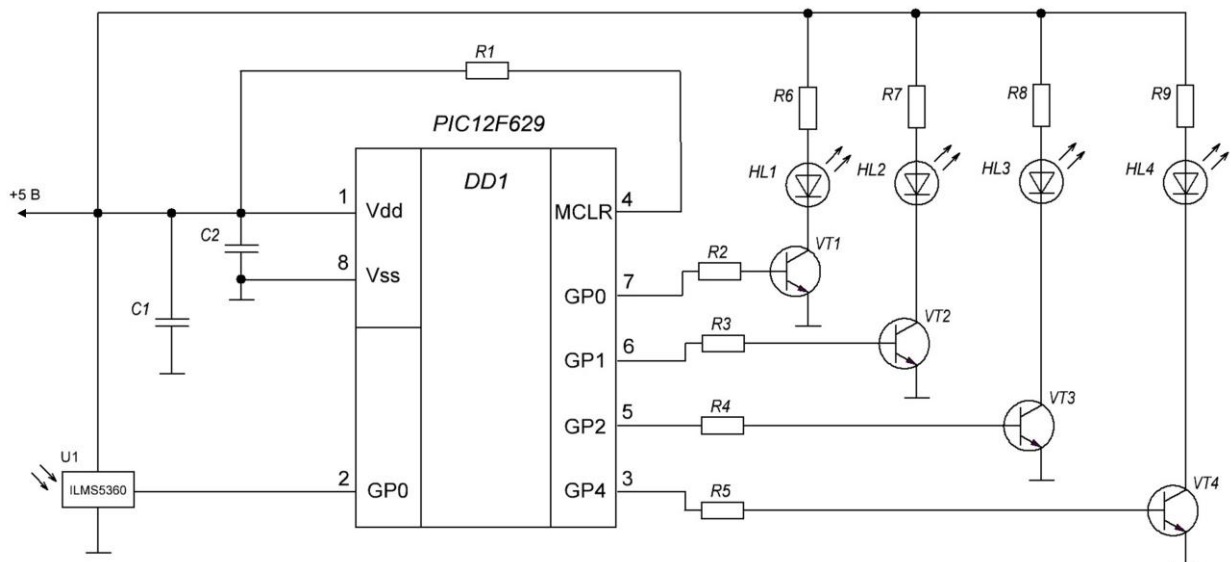 R1
R6
R7
R8
R9
PIC12F629
DD1
HL1
HL2
HL3
HL4
+5 В
1
Vdd
MCLR
4
C2
8
Vss
R2
VT1
7
GP0
C1
R3
VT2
6
GP1
R4
VT3
5
GP2
U1
ILMS5360
2
GP0
GP4
3
R5
VT4